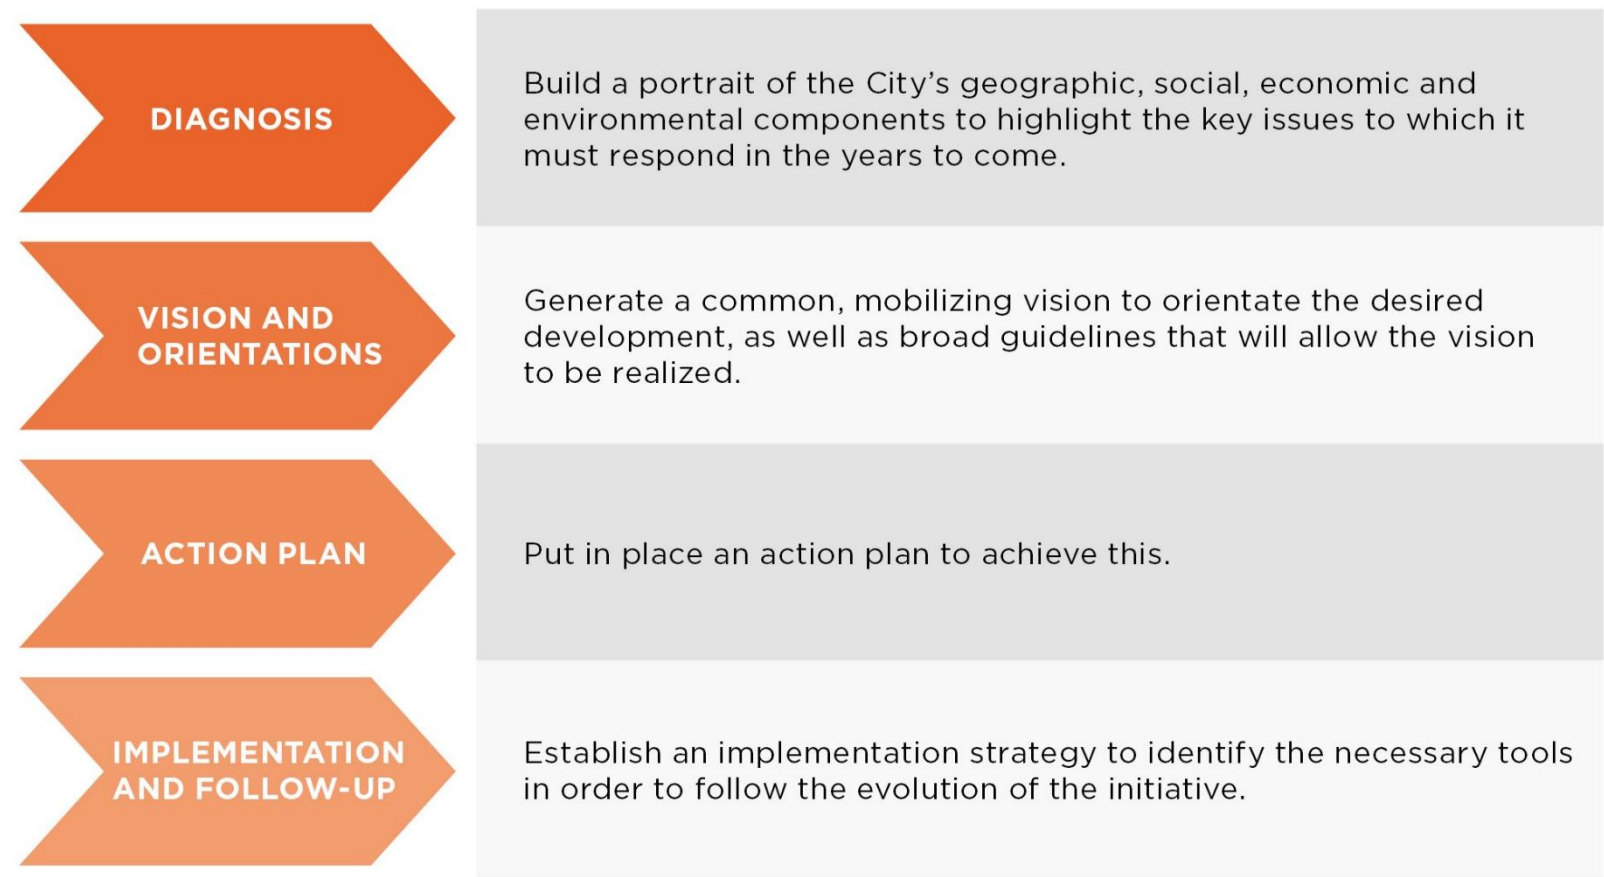 DIAGNOSIS
Build a portrait of the City’s geographic, social, economic and
environmental components to highlight the key issues to which it
must respond in the years to come.
VISION AND
ORIENTATIONS
Generate a common, mobilizing vision to orientate the desired
development, as well as broad guidelines that will allow the vision
to be realized.
ACTION PLAN
Put in place an action plan to achieve this.
IMPLEMENTATION
AND FOLLOW-UP
Establish an implementation strategy to identify the necessary tools
in order to follow the evolution of the initiative.